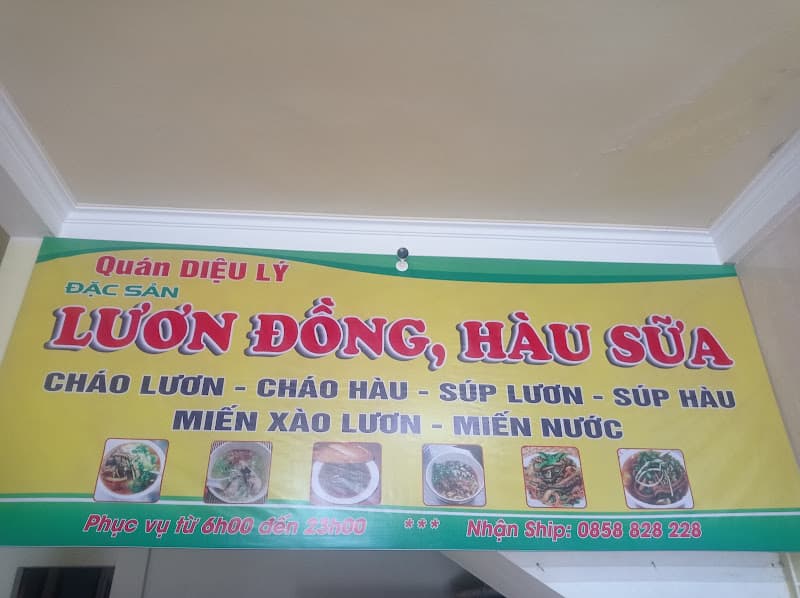 Quán DIỆU LÝ
ĐẶC SẢN
LƯƠN ĐỒNG, HÀU SỮA
CHÁO LƯƠN - CHÁO HÀU - SÚP LƯƠN - SÚP HÀU
MIẾN XÀO LƯƠN - MIẾN NƯỚC
Phục vụ từ 6h00 đến 23h00 *** Nhận Ship: 0858 828 228